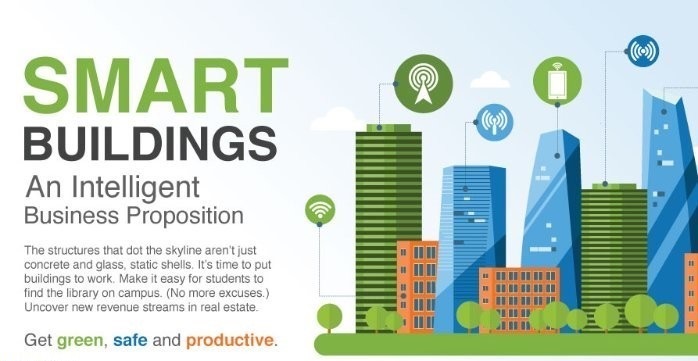 SMART
BUILDINGS
An Intelligent
Business Proposition
The structures that dot the skyline aren't just
concrete and glass, static shells. It's time to put
buildings to work. Make it easy for students to
find the library on campus. (No more excuses.)
Uncover new revenue streams in real estate.
Get green, safe and productive.